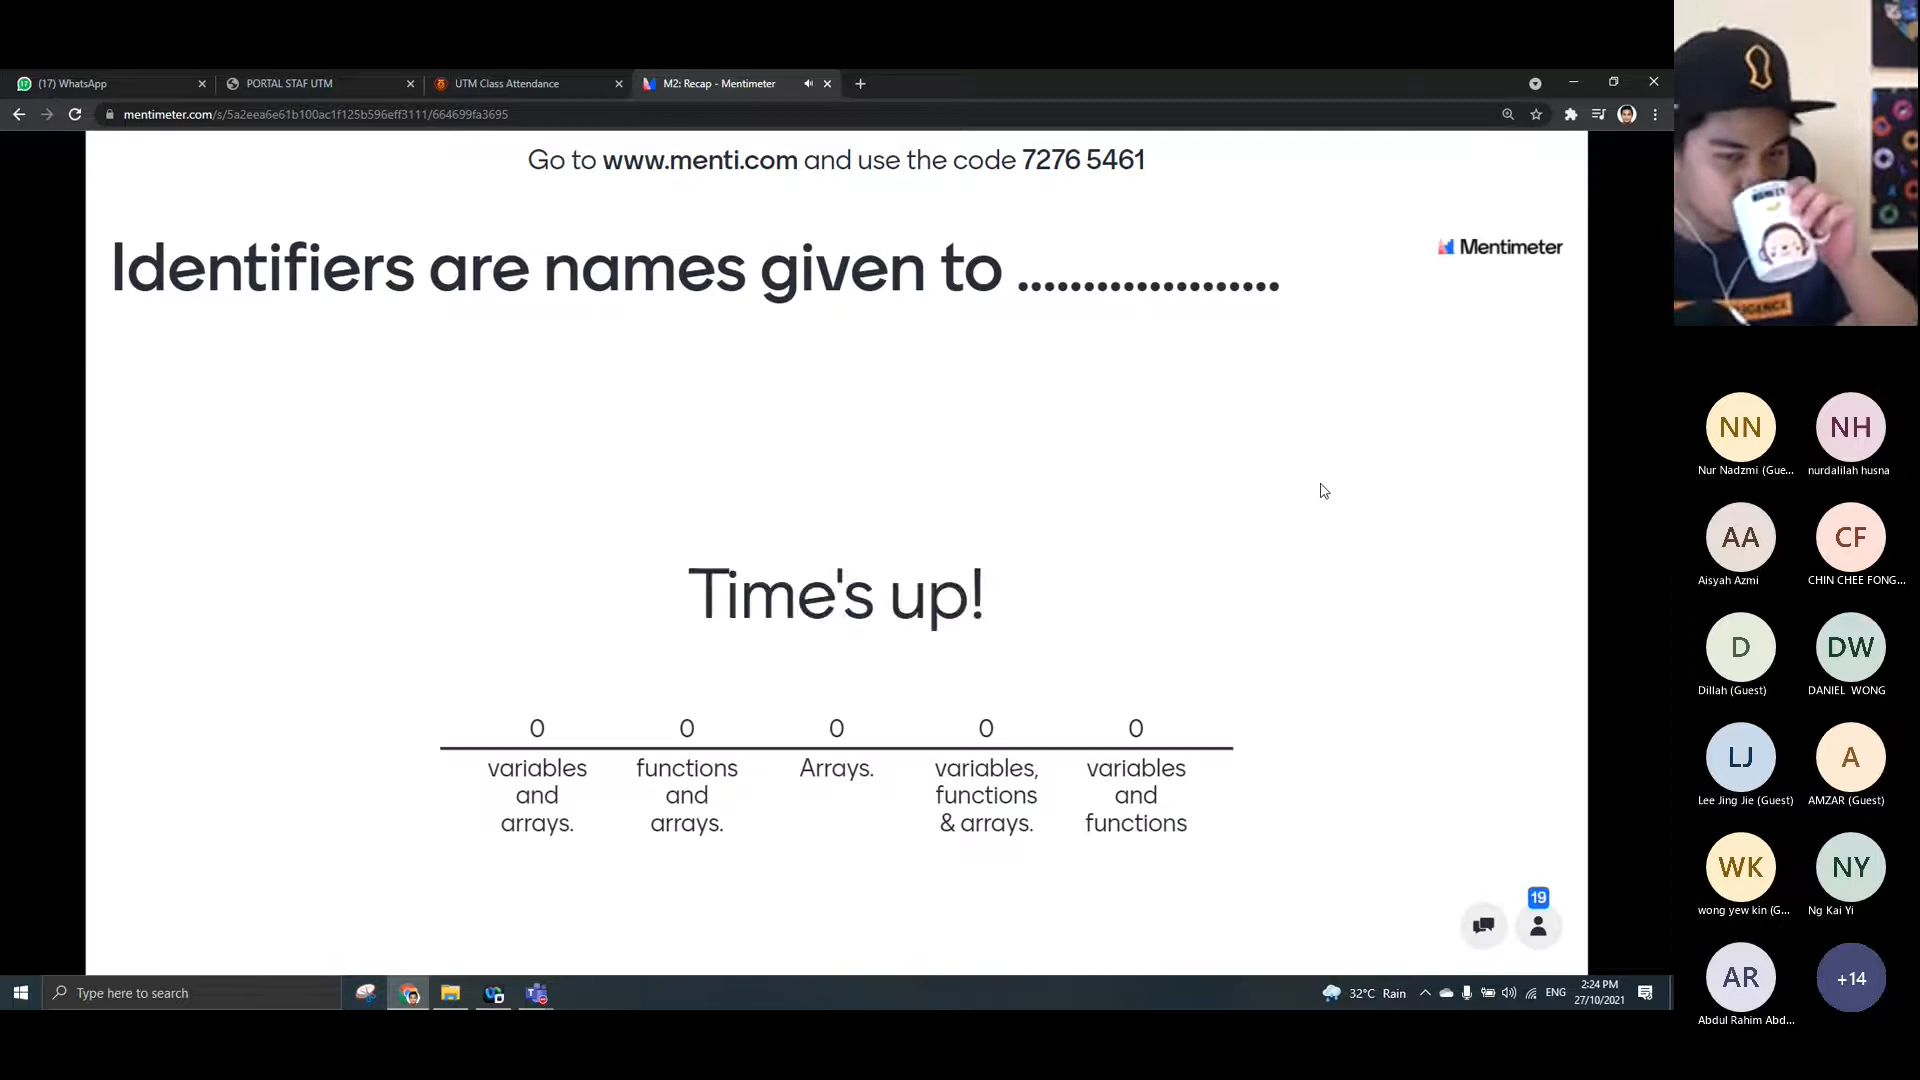 (17) WhatsApp
PORTAL STAF UTM
UTM Class Attendance
M2: Recap - Mentimeter
mentimeter.com/s/5a2eea6e61b100ac1f125b596eff3111/664699fa3695
Go to www.menti.com and use the code 7276 5461
Identifiers are names given to ....................
Mentimeter
Time's up!
0 0 0 0 0
variables functions Arrays. variables, variables
and and functions and
arrays. arrays. & arrays. functions
19
NN NH
Nur Nadzmi (Gue... nurdalilah husna
AA CF
Aisyah Azmi CHIN CHEE FONG...
D DW
Dillah (Guest) DANIEL WONG
LJ A
Lee Jing Jie (Guest) AMZAR (Guest)
WK NY
wong yew kin (G... Ng Kai Yi
AR +14
Abdul Rahim Abd...
Type here to search
32°C Rain
ENG
2:24 PM
27/10/2021